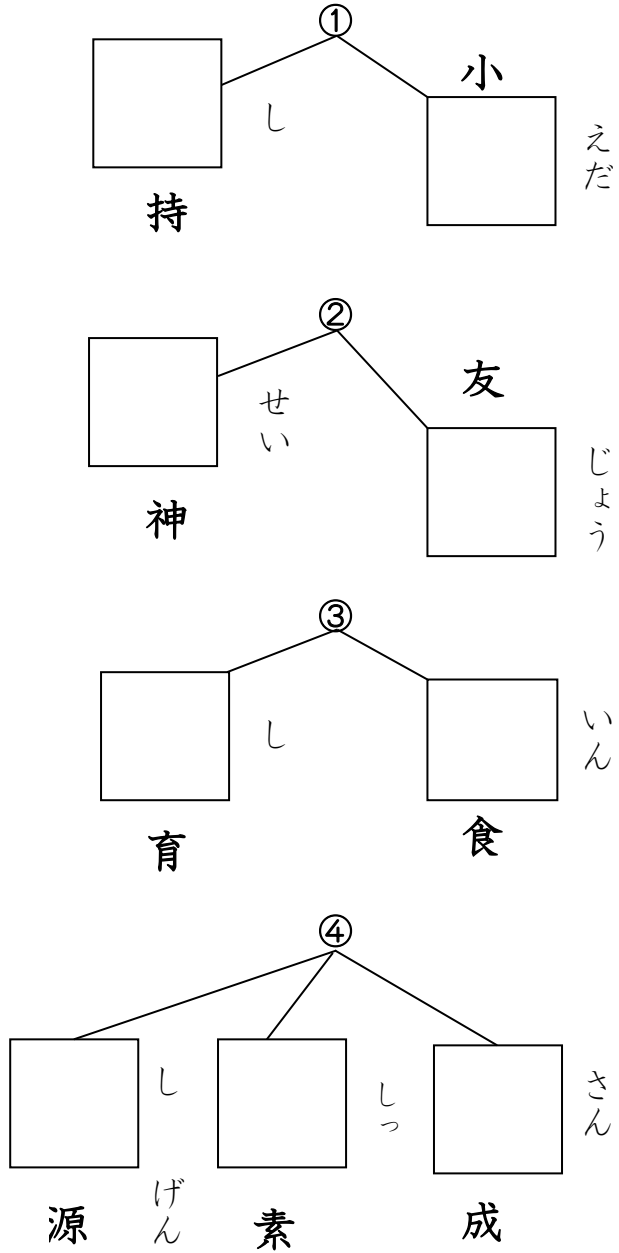 ①
小
えだ
し
持
②
友
じょう
せい
神
③
いん
食
し
育
④
さん
成
しっ
素
し
げん
源